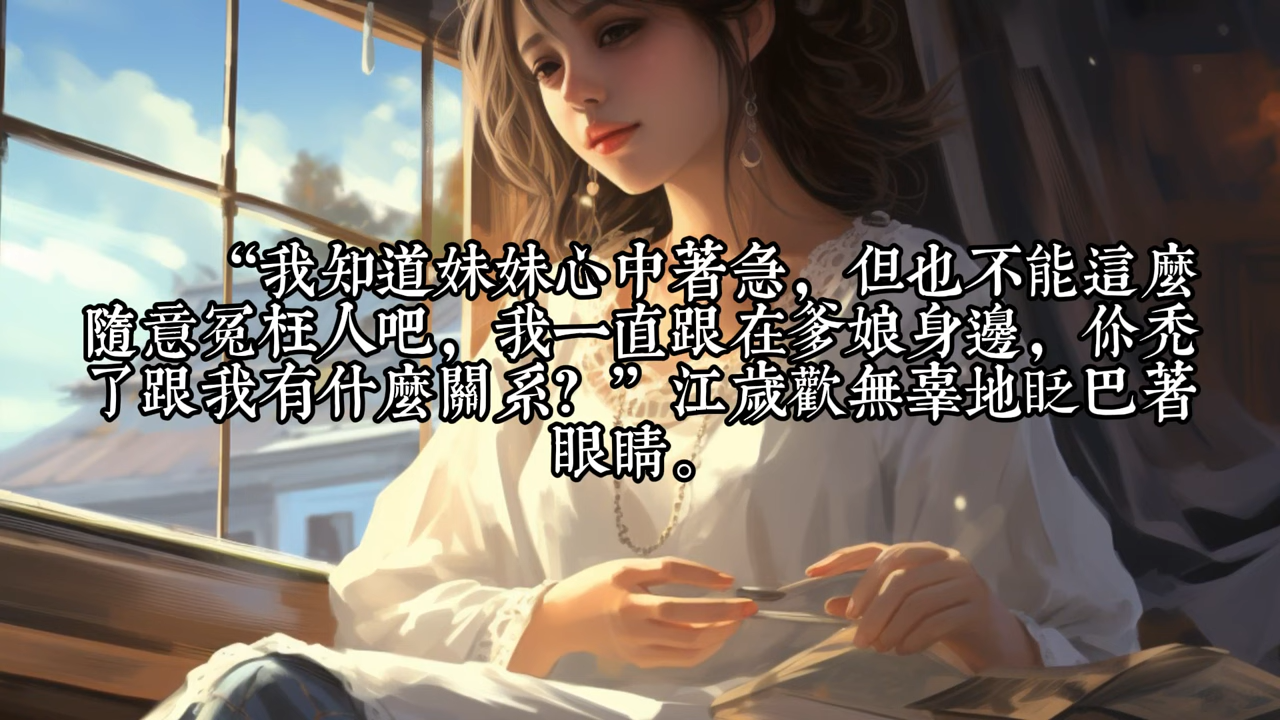 “我知道妹妹心中著急，但也不能這麼
隨意冤枉人吧，我一直跟在爹娘身邊，伱禿
了跟我有什麼關系？”江歲歡無辜地眨巴著
眼睛。